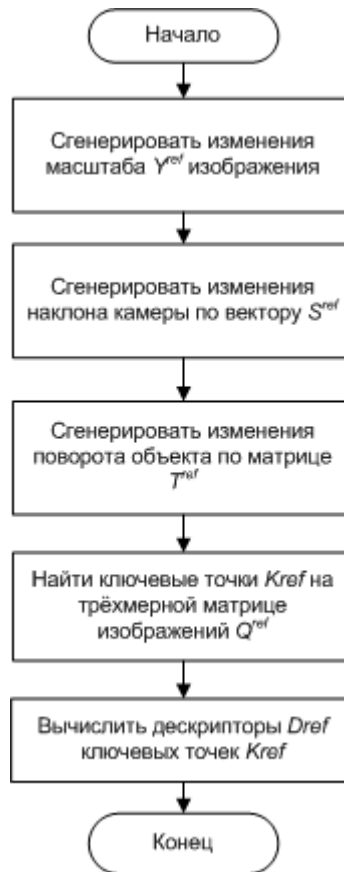 Начало
Сгенерировать изменения
масштаба Y^ref изображения
Сгенерировать изменения
наклона камеры по вектору S^ref
Сгенерировать изменения
поворота объекта по матрице
T^ref
Найти ключевые точки Kref на
трёхмерной матрице
изображений Q^ref
Вычислить дескрипторы Dref
ключевых точек Kref
Конец